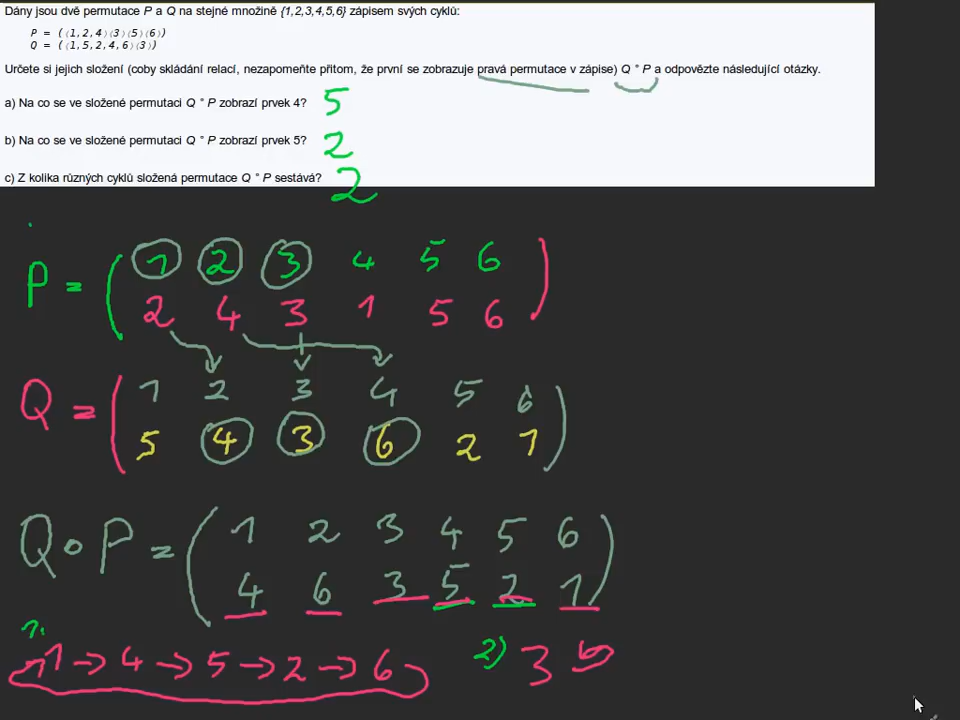 Dány jsou dvě permutace P a Q na stejné množině {1,2,3,4,5,6} zápisem svých cyklů:
P = (⟨1,2,4⟩⟨3⟩⟨5⟩⟨6⟩)
Q = (⟨1,5,2,4,6⟩⟨3⟩)
Určete si jejich složení (coby skládání relací, nezapomeňte přitom, že první se zobrazuje pravá permutace v zápise) Q ° P a odpovězte následující otázky.
a) Na co se ve složené permutaci Q ° P zobrazí prvek 4? 5
b) Na co se ve složené permutaci Q ° P zobrazí prvek 5? 2
c) Z kolika různých cyklů složená permutace Q ° P sestává? 2
P = ( 1 2 3 4 5 6 )
2 4 3 1 5 6
Q = ( 1 2 3 4 5 6 )
5 4 3 6 2 1
Q ∘ P = ( 1 2 3 4 5 6 )
4 6 3 5 2 1
1.
1 → 4 → 5 → 2 → 6 2) 3